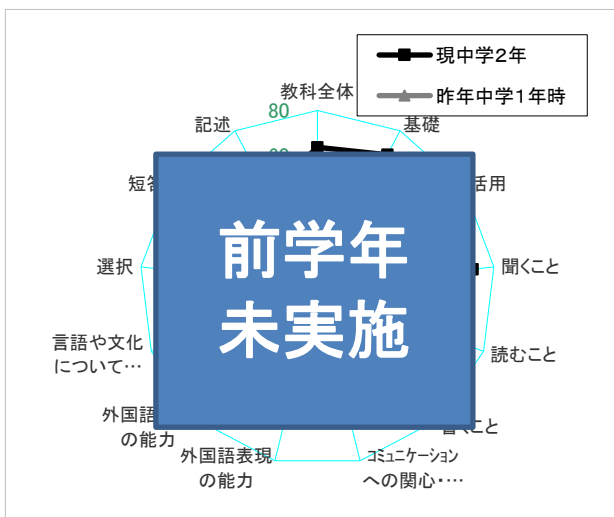 現中学2年
昨年中学1年時
教科全体
80
基礎
記述
短答
活用
前学年
未実施
選択
聞くこと
言語や文化
について…
読むこと
外国語
の能力
くこと
外国語表現
の能力
コミュニケーション
への関心・…